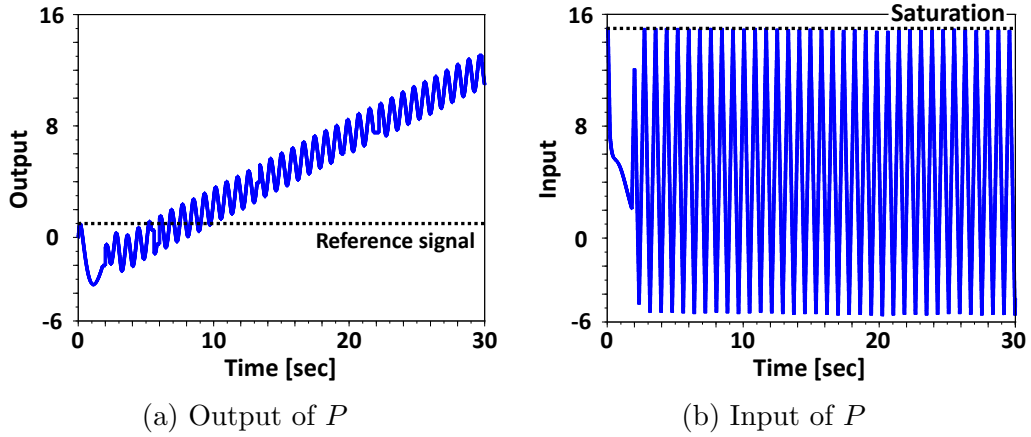 16
8
0
-6
Output
Reference signal
0
10
20
30
Time [sec]
(a) Output of P
Saturation
16
8
0
-6
Input
0
10
20
30
Time [sec]
(b) Input of P